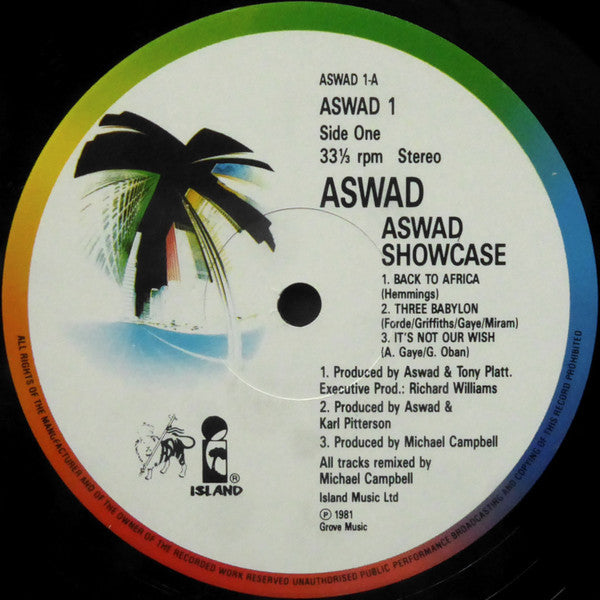 ASWAD 1-A
ASWAD 1
Side One
33⅓ rpm Stereo
ASWAD
ASWAD
SHOWCASE
1. BACK TO AFRICA
(Hemmings)
2. THREE BABYLON
(Forde/Griffiths/Gaye/Miram)
3. IT'S NOT OUR WISH
(A. Gaye/G. Oban)
1. Produced by Aswad & Tony Platt.
Executive Prod.: Richard Williams
2. Produced by Aswad &
Karl Pitterson
3. Produced by Michael Campbell
All tracks remixed by
Michael Campbell
Island Music Ltd
Ⓟ 1981
Grove Music
ISLAND®
ALL RIGHTS OF THE MANUFACTURER AND OF THE OWNER OF THE RECORDED WORK RESERVED UNAUTHORISED PUBLIC PERFORMANCE BROADCASTING AND COPYING OF THIS RECORD PROHIBITED